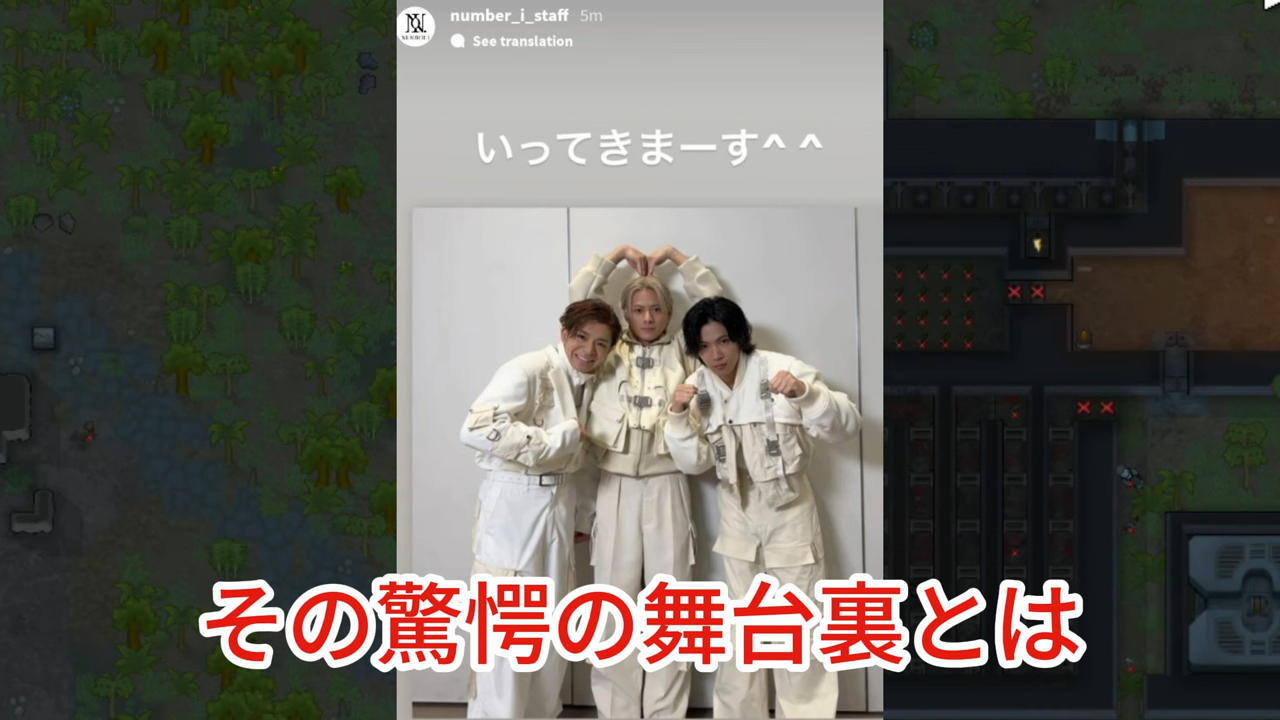 number_i_staff 5m
See translation
いってきまーす^ ^
その驚愕の舞台裏とは